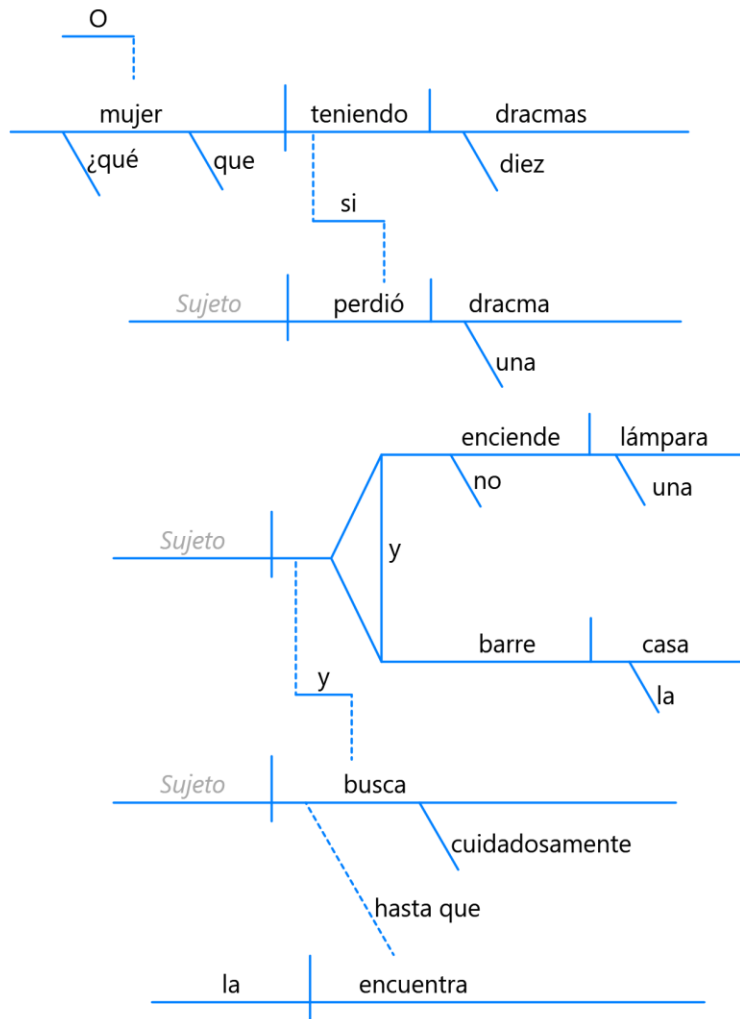 O
mujer teniendo dracmas
¿qué que diez
si
Sujeto perdió dracma
una
enciende lámpara
no una
Sujeto
y
barre casa
y la
Sujeto busca
cuidadosamente
hasta que
la encuentra